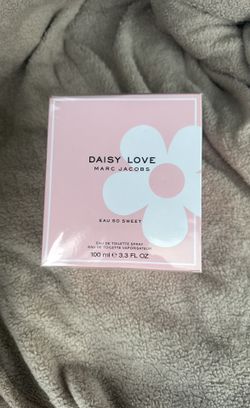 DAISY LOVE
MARC JACOBS
EAU SO SWEET
EAU DE TOILETTE SPRAY
EAU DE TOILETTE VAPORISATEUR
100 ml ℮ 3.3 FL OZ